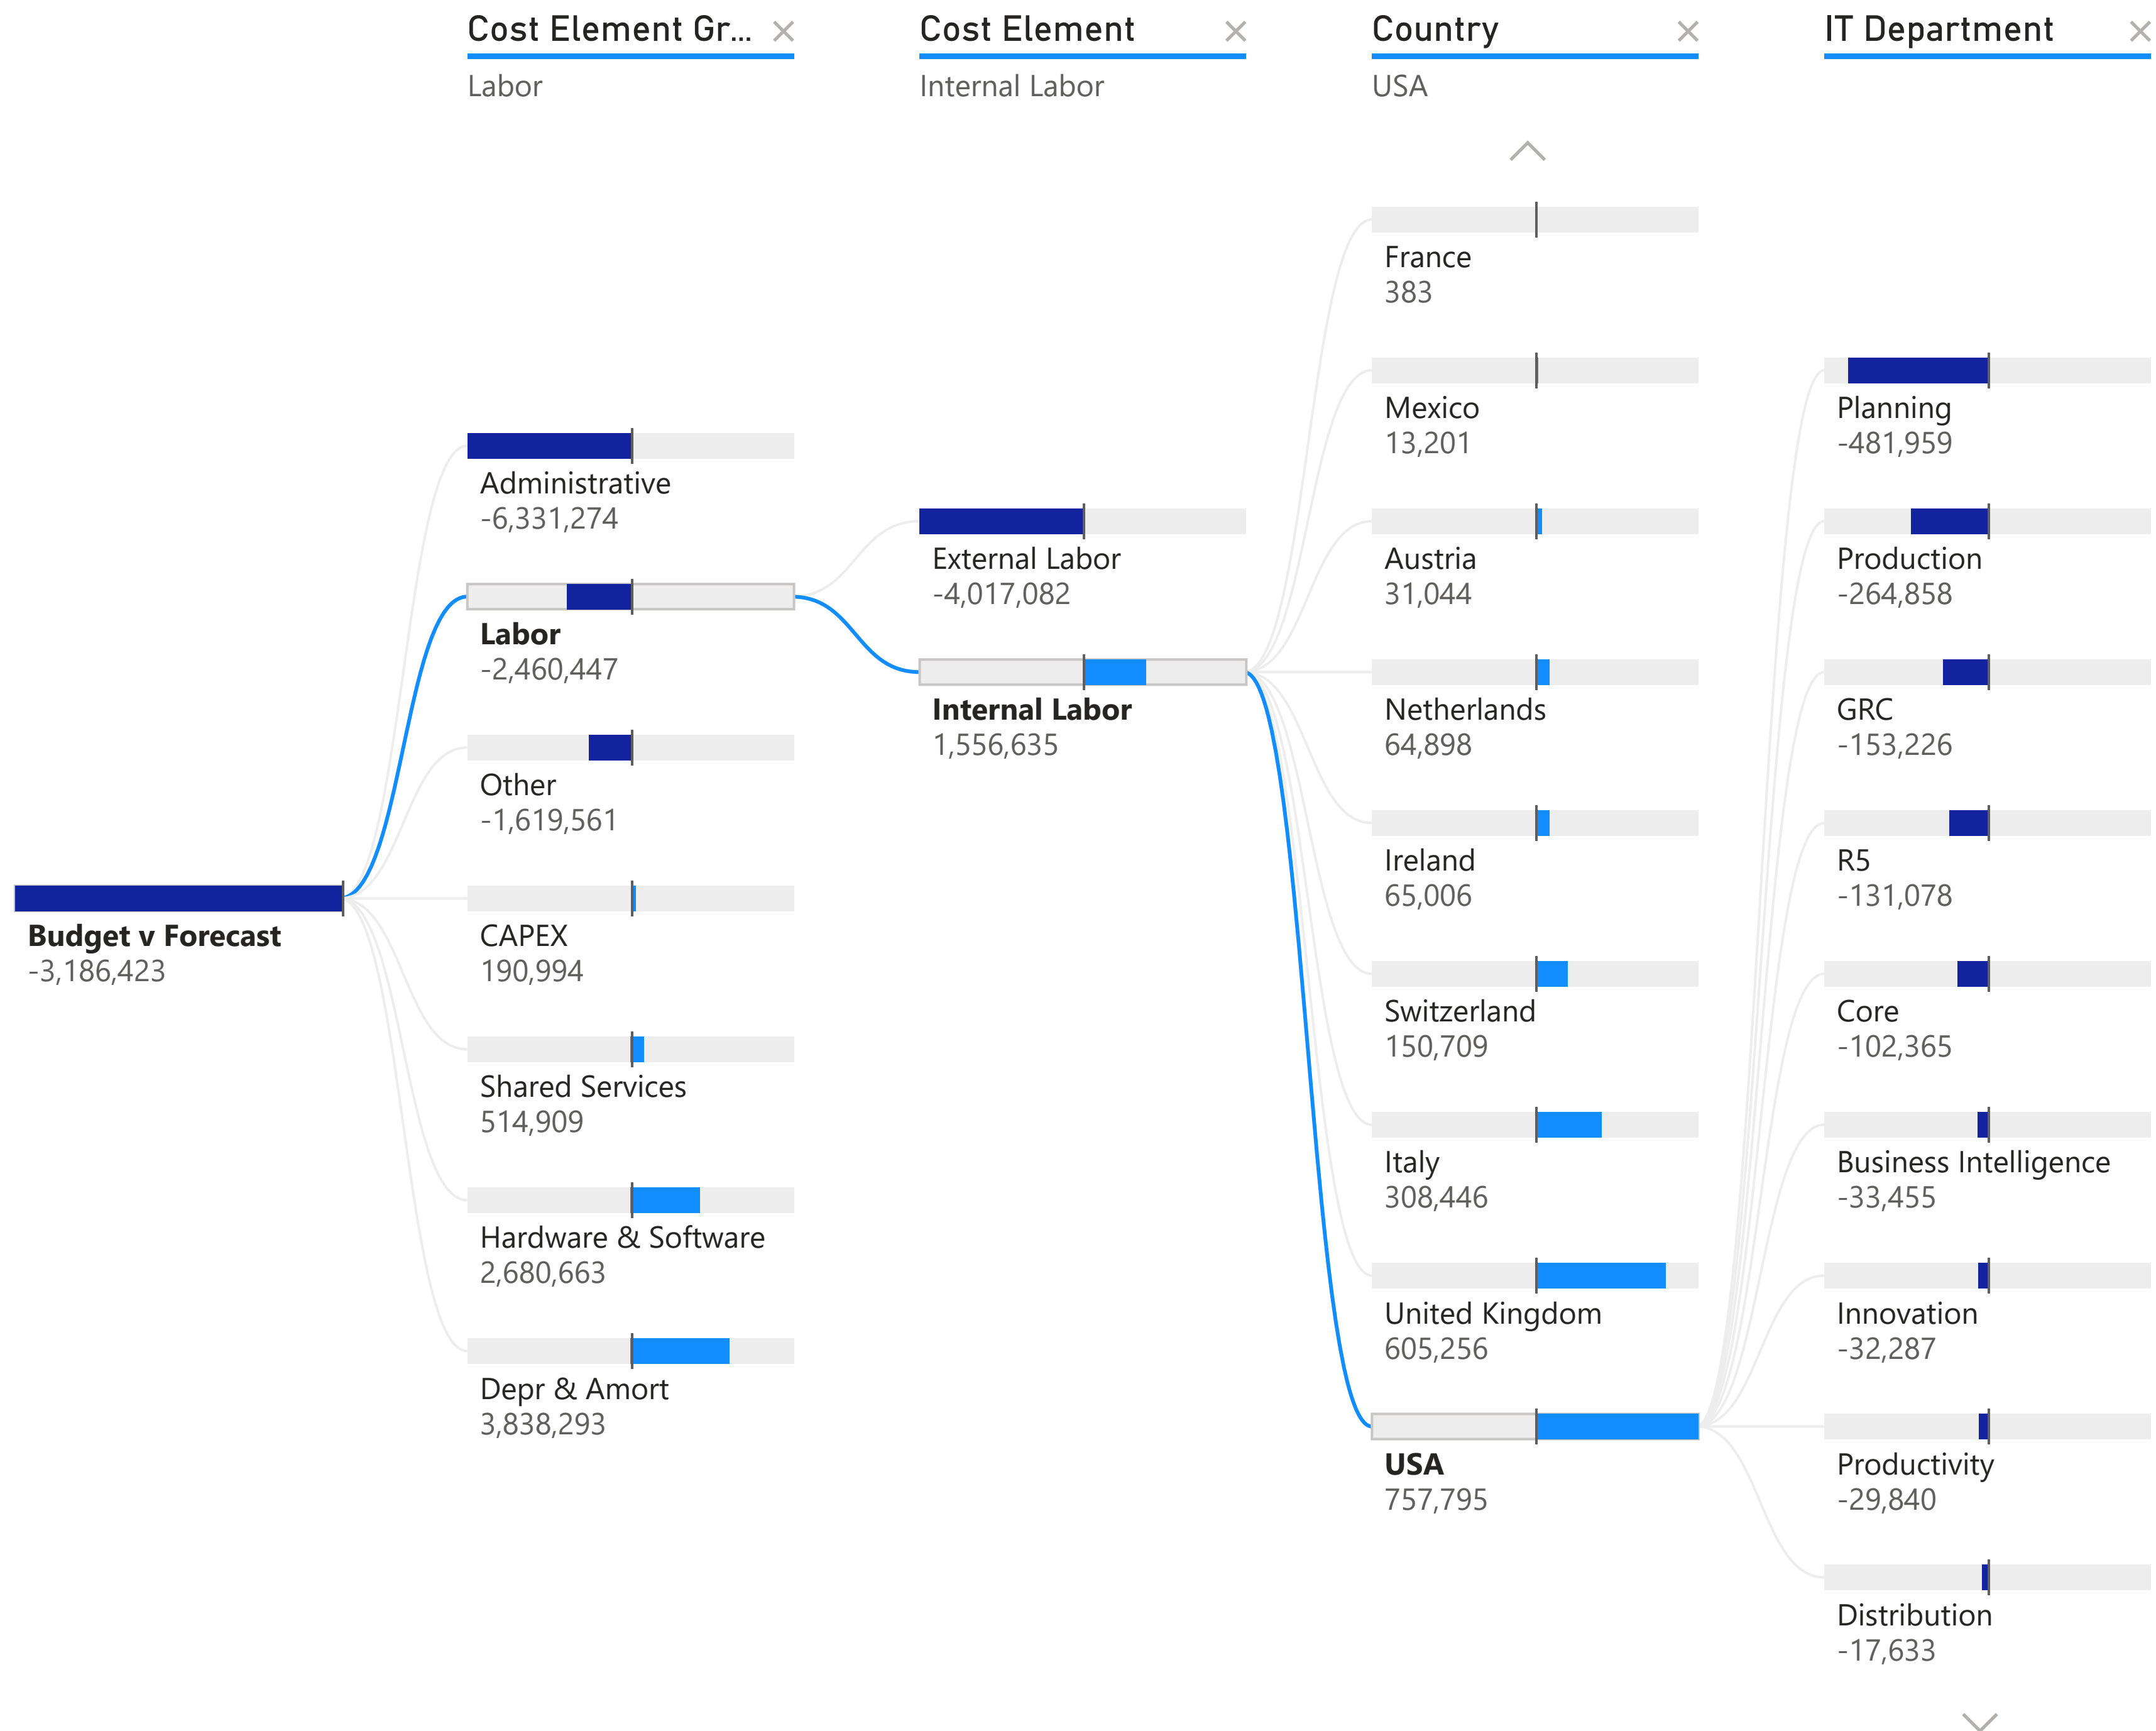 Cost Element Gr...
Labor
Cost Element
Internal Labor
Country
USA
IT Department
Budget v Forecast
-3,186,423
Administrative
-6,331,274
Labor
-2,460,447
Other
-1,619,561
CAPEX
190,994
Shared Services
514,909
Hardware & Software
2,680,663
Depr & Amort
3,838,293
External Labor
-4,017,082
Internal Labor
1,556,635
France
383
Mexico
13,201
Austria
31,044
Netherlands
64,898
Ireland
65,006
Switzerland
150,709
Italy
308,446
United Kingdom
605,256
USA
757,795
Planning
-481,959
Production
-264,858
GRC
-153,226
R5
-131,078
Core
-102,365
Business Intelligence
-33,455
Innovation
-32,287
Productivity
-29,840
Distribution
-17,633